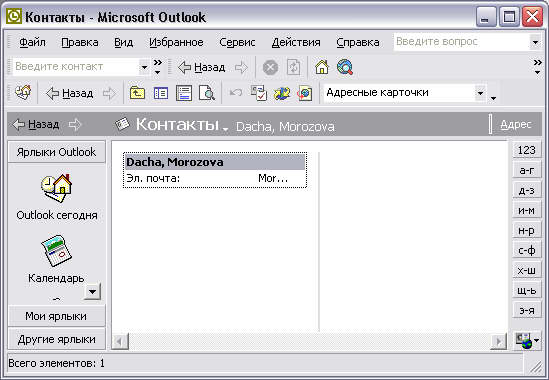 Контакты - Microsoft Outlook
Файл Правка Вид Избранное Сервис Действия Справка Введите вопрос
Введите контакт Назад
Назад Адресные карточки
Назад Контакты Dacha, Morozova Адрес
Ярлыки Outlook
Outlook сегодня
Календарь
Мои ярлыки
Другие ярлыки
Dacha, Morozova
Эл. почта: Mor...
123
а-г
д-з
и-м
н-р
с-ф
х-ш
щ-ь
э-я
Всего элементов: 1